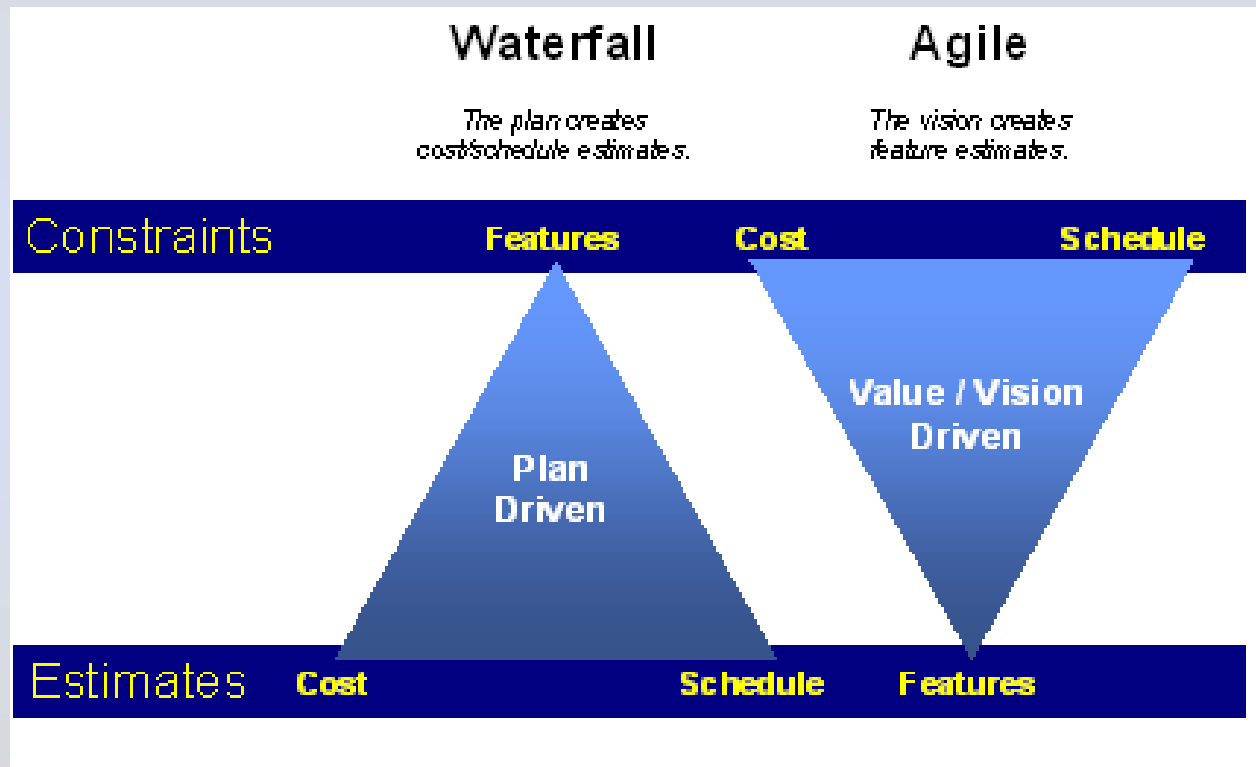 Waterfall Agile
The plan creates
cost/schedule estimates.
The vision creates
feature estimates.
Constraints Features Cost Schedule
Value / Vision
Driven
Plan
Driven
Estimates Cost Schedule Features